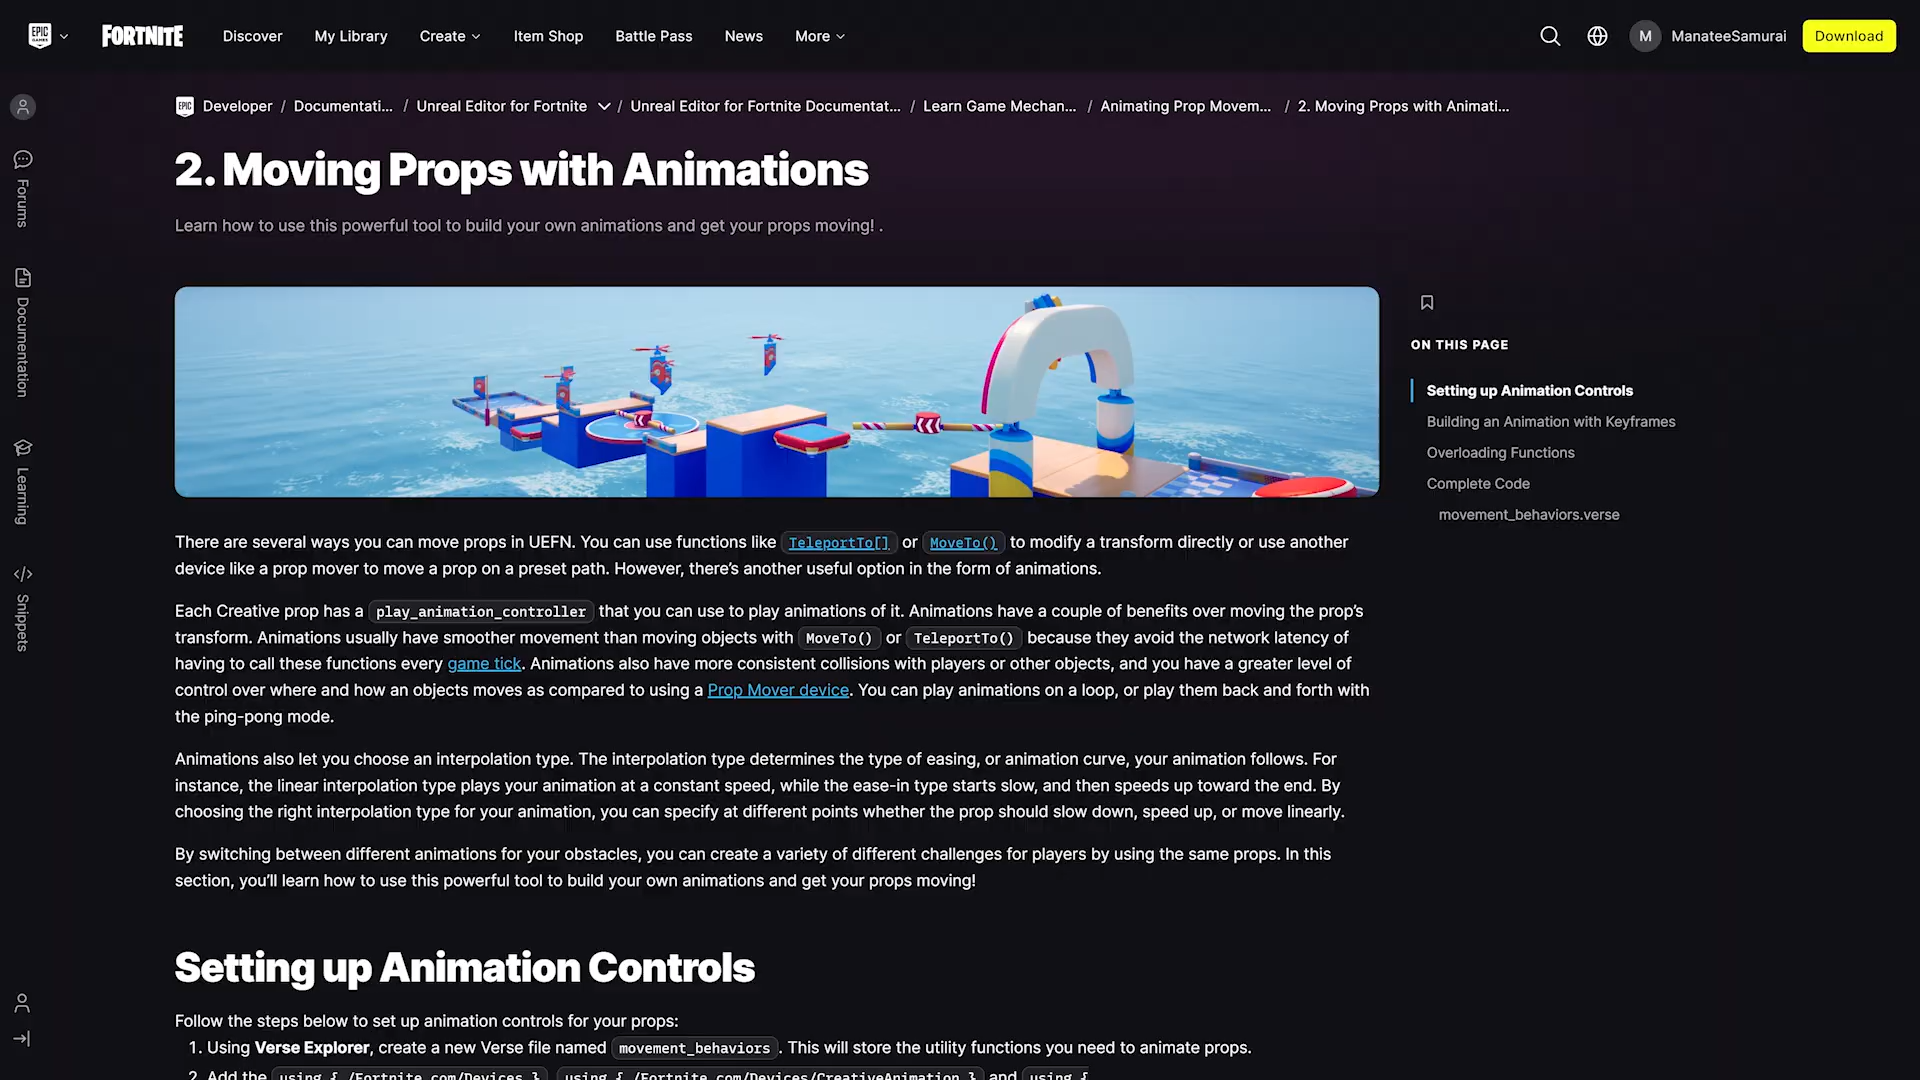 EPIC GAMES
FORTNITE
Discover
My Library
Create
Item Shop
Battle Pass
News
More
M
ManateeSamurai
Download
EPIC
Developer / Documentati... / Unreal Editor for Fortnite / Unreal Editor for Fortnite Documentat... / Learn Game Mechan... / Animating Prop Movem... / 2. Moving Props with Animati...
Forums
Documentation
Learning
Snippets
2. Moving Props with Animations
Learn how to use this powerful tool to build your own animations and get your props moving! .
There are several ways you can move props in UEFN. You can use functions like TeleportTo[] or MoveTo() to modify a transform directly or use another
device like a prop mover to move a prop on a preset path. However, there's another useful option in the form of animations.
Each Creative prop has a play_animation_controller that you can use to play animations of it. Animations have a couple of benefits over moving the prop's
transform. Animations usually have smoother movement than moving objects with MoveTo() or TeleportTo() because they avoid the network latency of
having to call these functions every game tick. Animations also have more consistent collisions with players or other objects, and you have a greater level of
control over where and how an objects moves as compared to using a Prop Mover device. You can play animations on a loop, or play them back and forth with
the ping-pong mode.
Animations also let you choose an interpolation type. The interpolation type determines the type of easing, or animation curve, your animation follows. For
instance, the linear interpolation type plays your animation at a constant speed, while the ease-in type starts slow, and then speeds up toward the end. By
choosing the right interpolation type for your animation, you can specify at different points whether the prop should slow down, speed up, or move linearly.
By switching between different animations for your obstacles, you can create a variety of different challenges for players by using the same props. In this
section, you'll learn how to use this powerful tool to build your own animations and get your props moving!
Setting up Animation Controls
Follow the steps below to set up animation controls for your props:
1. Using Verse Explorer, create a new Verse file named movement_behaviors. This will store the utility functions you need to animate props.
2. Add the using { /Fortnite.com/Devices }, using { /Fortnite.com/Devices/CreativeAnimation } and using {
ON THIS PAGE
Setting up Animation Controls
Building an Animation with Keyframes
Overloading Functions
Complete Code
movement_behaviors.verse